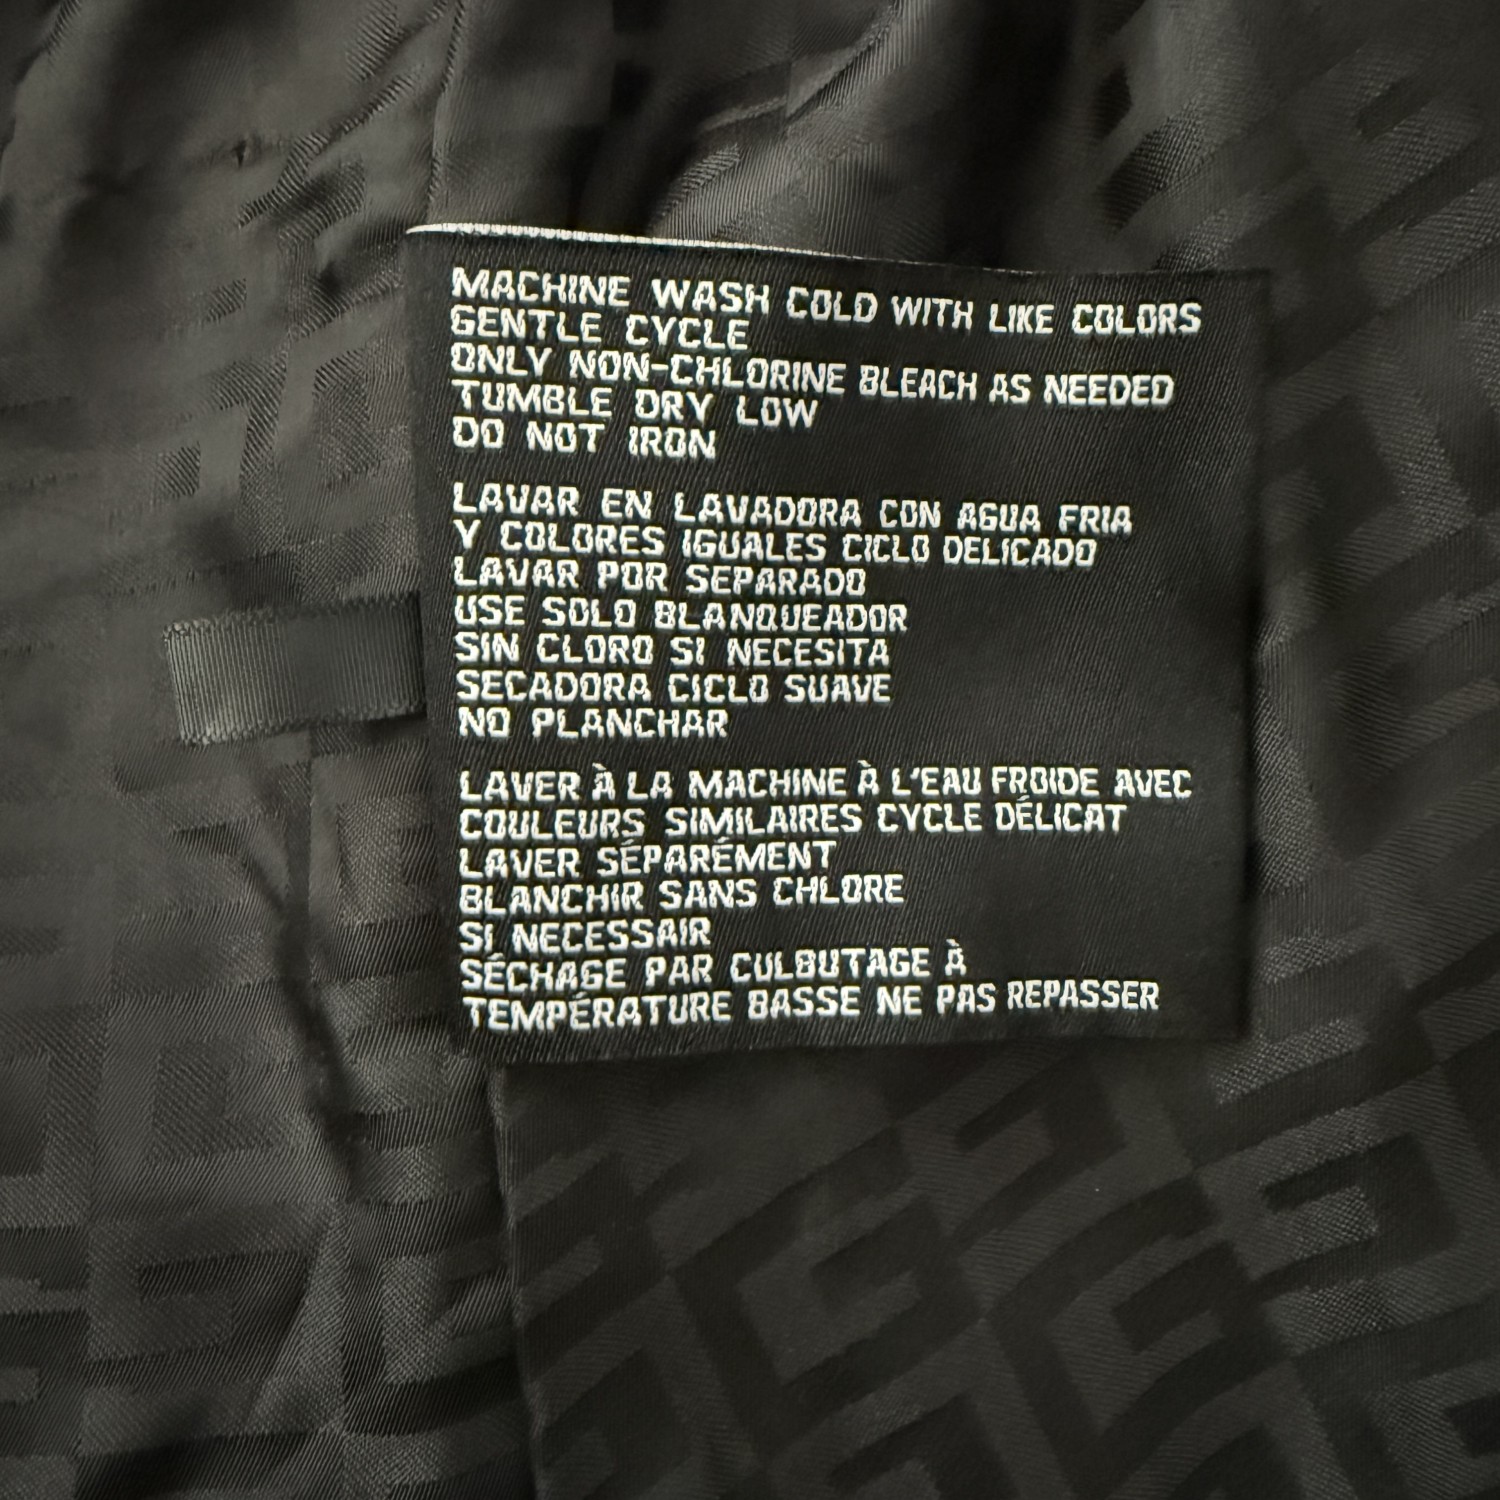 MACHINE WASH COLD WITH LIKE COLORS
GENTLE CYCLE
ONLY NON-CHLORINE BLEACH AS NEEDED
TUMBLE DRY LOW
DO NOT IRON
LAVAR EN LAVADORA CON AGUA FRIA
Y COLORES IGUALES CICLO DELICADO
LAVAR POR SEPARADO
USE SOLO BLANQUEADOR
SIN CLORO SI NECESITA
SECADORA CICLO SUAVE
NO PLANCHAR
LAVER À LA MACHINE À L'EAU FROIDE AVEC
COULEURS SIMILAIRES CYCLE DÉLICAT
LAVER SÉPARÉMENT
BLANCHIR SANS CHLORE
SI NECESSAIR
SÉCHAGE PAR CULBUTAGE À
TEMPÉRATURE BASSE NE PAS REPASSER